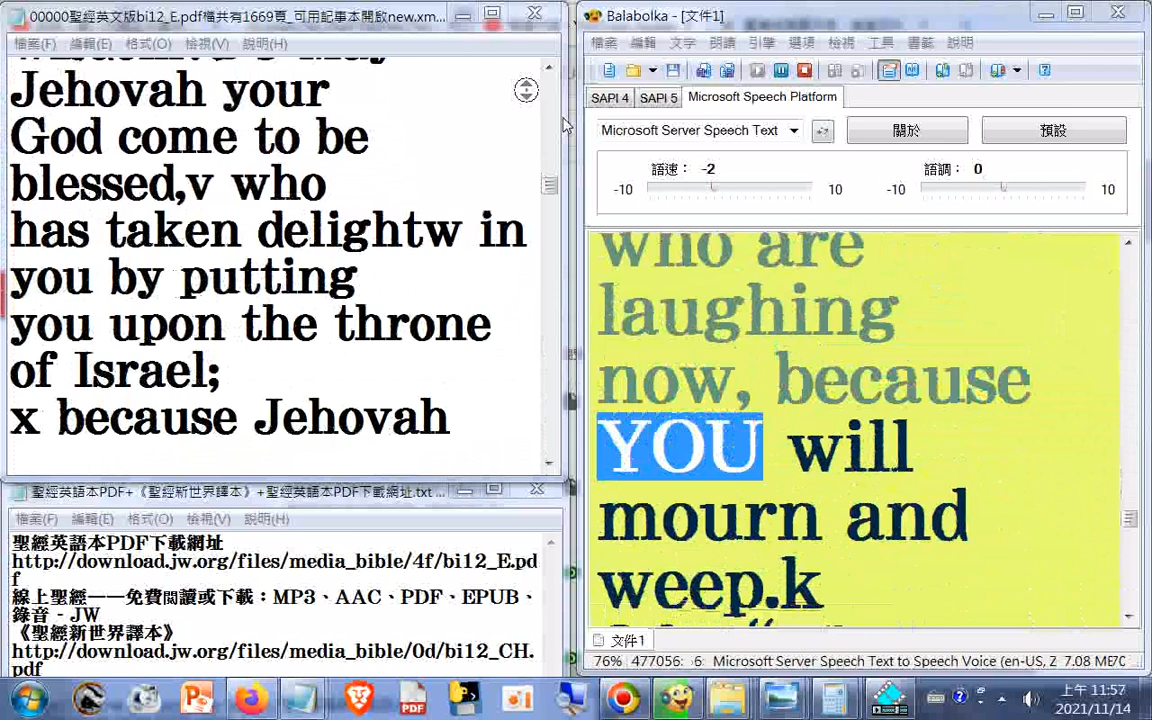 00000聖經英文版bi12_E.pdf檔共有1669頁_可用記事本開啟new.xm...
檔案(F) 編輯(E) 格式(O) 檢視(V) 說明(H)
Jehovah your
God come to be
blessed,v who
has taken delightw in
you by putting
you upon the throne
of Israel;
x because Jehovah
聖經英語本PDF+《聖經新世界譯本》+聖經英語本PDF下載網址.txt ...
檔案(F) 編輯(E) 格式(O) 檢視(V) 說明(H)
聖經英語本PDF下載網址
http://download.jw.org/files/media_bible/4f/bi12_E.pd
f
線上聖經——免費閱讀或下載：MP3、AAC、PDF、EPUB、
錄音 - JW
《聖經新世界譯本》
http://download.jw.org/files/media_bible/0d/bi12_CH.
pdf
Balabolka - [文件1]
檔案 編輯 文字 朗讀 引擎 選項 檢視 工具 書籤 說明
SAPI 4 SAPI 5 Microsoft Speech Platform
Microsoft Server Speech Text 關於 預設
語速： -2 語調： 0
-10 10 -10 10
who are
laughing
now, because
YOU will
mourn and
weep.k
文件1
76% 477056: 6: Microsoft Server Speech Text to Speech Voice (en-US, Z 7.08 ME
上午 11:57
2021/11/14